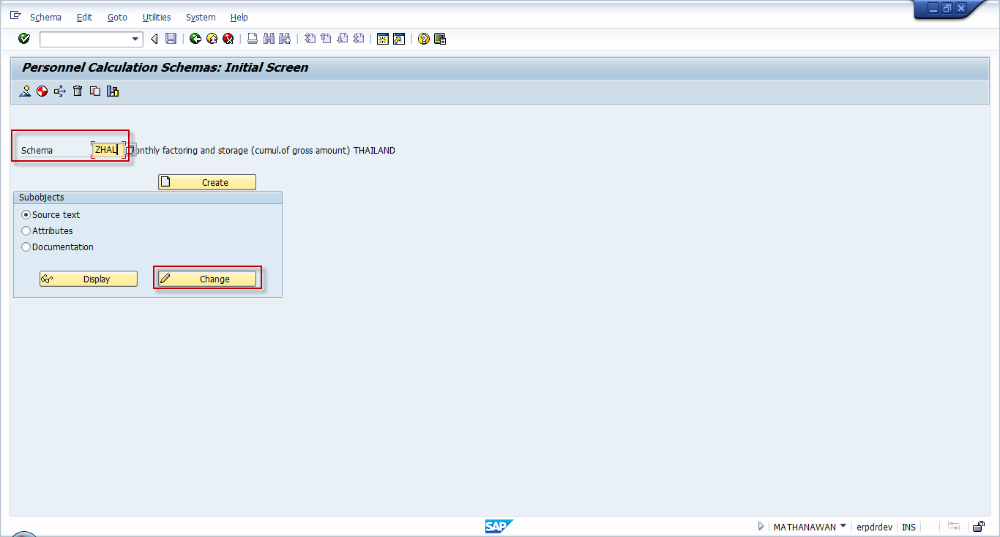 Schema Edit Goto Utilities System Help
Personnel Calculation Schemas: Initial Screen
Schema ZHAL onthly factoring and storage (cumul.of gross amount) THAILAND
Create
Subobjects
Source text
Attributes
Documentation
Display Change
SAP MATHANAWAN erpdrdev INS